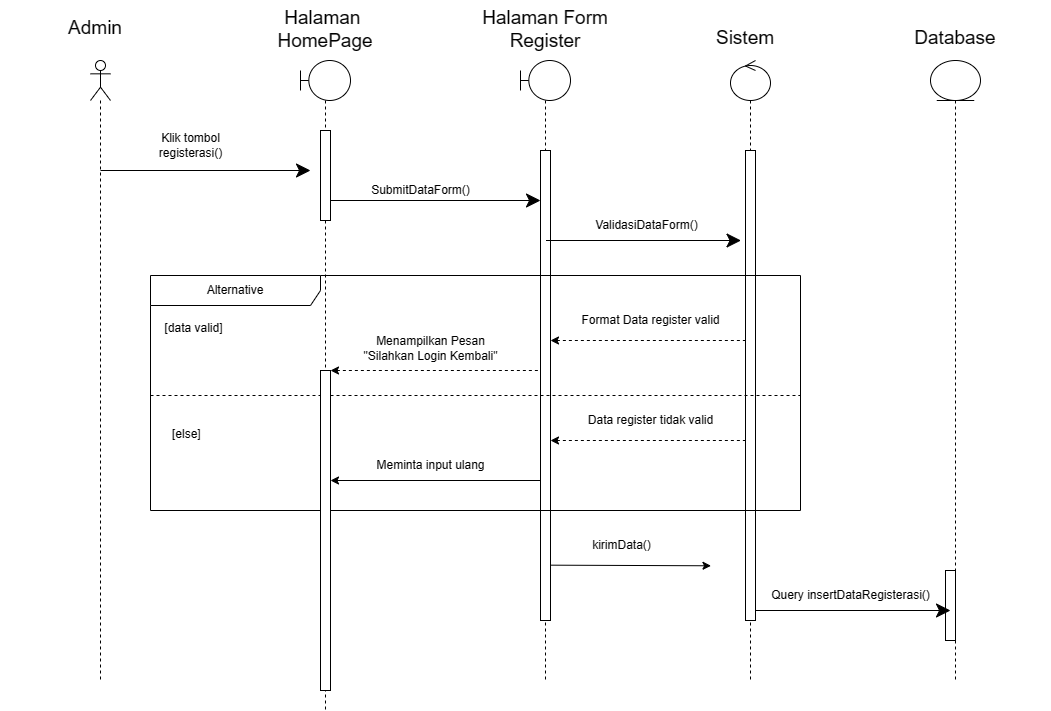 Admin
Halaman
HomePage
Halaman Form
Register
Sistem
Database
Klik tombol
registerasi()
SubmitDataForm()
ValidasiDataForm()
Alternative
[data valid]
Format Data register valid
Menampilkan Pesan
"Silahkan Login Kembali"
Data register tidak valid
[else]
Meminta input ulang
kirimData()
Query insertDataRegisterasi()